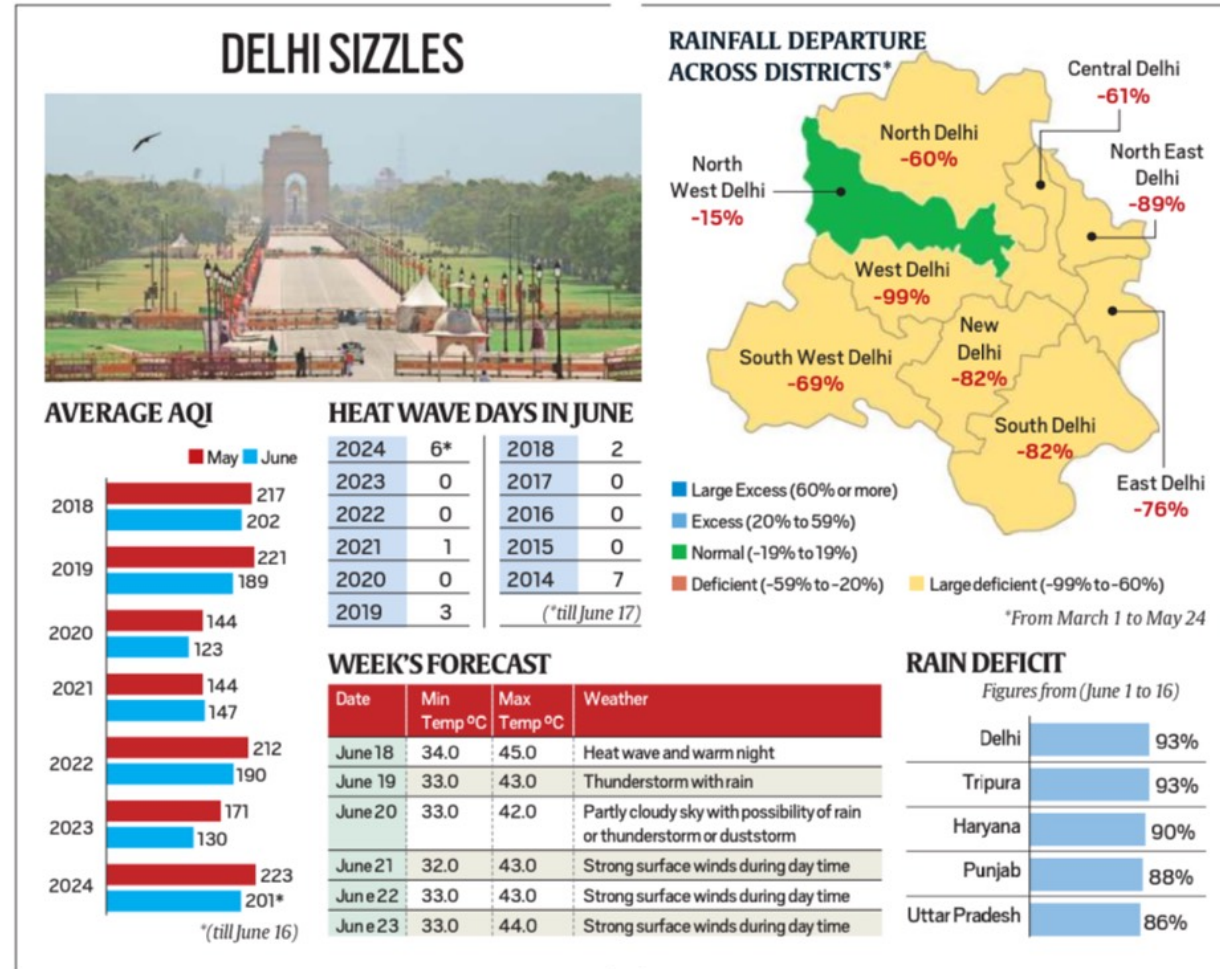 DELHI SIZZLES
RAINFALL DEPARTURE
ACROSS DISTRICTS*
Central Delhi
-61%
North Delhi
-60%
North East
Delhi
-89%
North
West Delhi
-15%
West Delhi
-99%
New
Delhi
-82%
South West Delhi
-69%
South Delhi
-82%
East Delhi
-76%
Large Excess (60% or more)
Excess (20% to 59%)
Normal (-19% to 19%)
Deficient (-59% to -20%)
Large deficient (-99% to -60%)
*From March 1 to May 24
AVERAGE AQI
May June
2018
217
202
2019
221
189
2020
144
123
2021
144
147
2022
212
190
2023
171
130
2024
223
201*
*(till June 16)
HEAT WAVE DAYS IN JUNE
2024 6* 2018 2
2023 0 2017 0
2022 0 2016 0
2021 1 2015 0
2020 0 2014 7
2019 3 (*till June 17)
WEEK'S FORECAST
Date Min Max Weather
Temp ºC Temp ºC
June 18 34.0 45.0 Heat wave and warm night
June 19 33.0 43.0 Thunderstorm with rain
June 20 33.0 42.0 Partly cloudy sky with possibility of rain
or thunderstorm or duststorm
June 21 32.0 43.0 Strong surface winds during day time
June 22 33.0 43.0 Strong surface winds during day time
June 23 33.0 44.0 Strong surface winds during day time
RAIN DEFICIT
Figures from (June 1 to 16)
Delhi 93%
Tripura 93%
Haryana 90%
Punjab 88%
Uttar Pradesh 86%